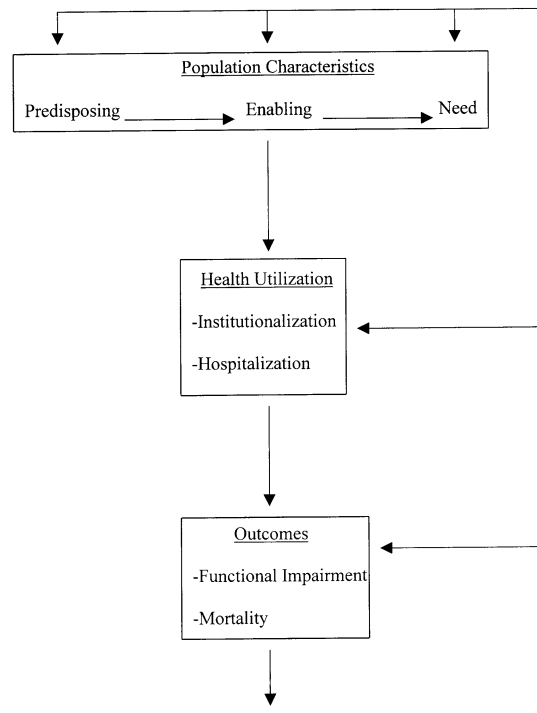 Population Characteristics
Predisposing Enabling Need
Health Utilization
-Institutionalization
-Hospitalization
Outcomes
-Functional Impairment
-Mortality